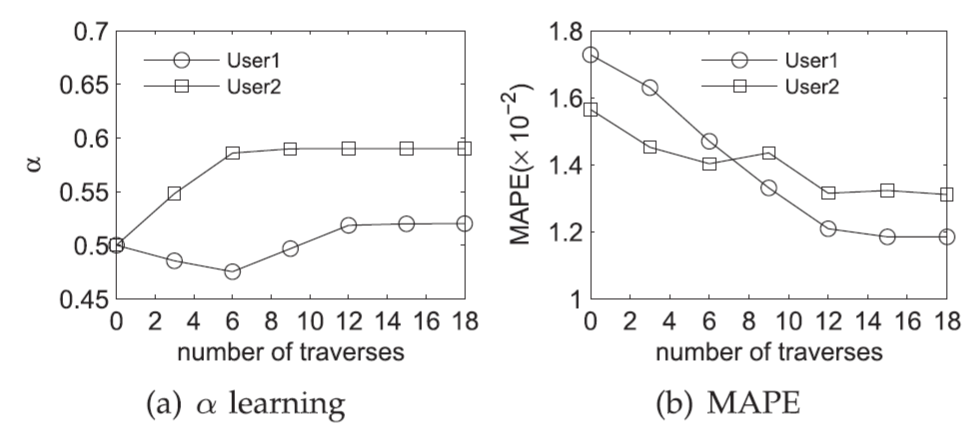 0.7
0.65
0.6
0.55
0.5
0.45
α
User1
User2
0 2 4 6 8 10 12 14 16 18
number of traverses
(a) α learning
1.8
1.6
1.4
1.2
1
MAPE(× 10⁻²)
User1
User2
0 2 4 6 8 10 12 14 16 18
number of traverses
(b) MAPE